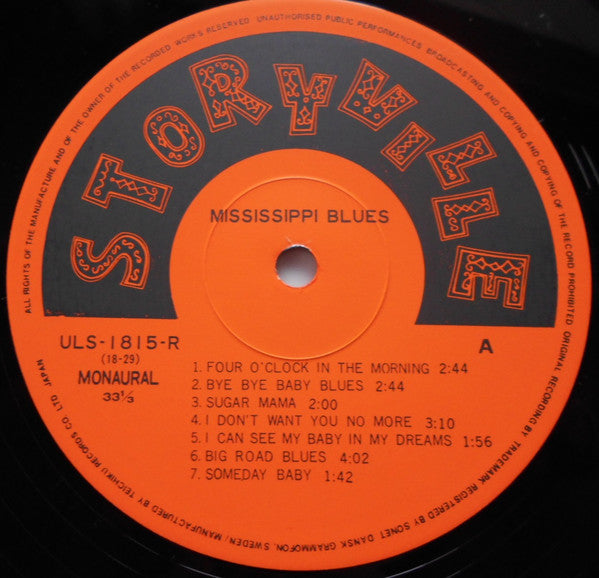 ALL RIGHTS OF THE MANUFACTURE AND OF THE OWNER OF THE RECORDED WORKS RESERVED UNAUTHORISED PUBLIC PERFORMANCES BROADCASTING AND COPYING OF THE RECORD PROHIBITED ORIGINAL RECORDING BY TRADEMARK REGISTERED BY SONET DANSK GRAMMOFON, SWEDEN/MANUFACTURED BY TEICHIKU RECORDS CO. LTD. JAPAN
STORYVILLE
MISSISSIPPI BLUES
ULS-1815-R
(18-29)
MONAURAL
33⅓
A
1. FOUR O'CLOCK IN THE MORNING 2:44
2. BYE BYE BABY BLUES 2:44
3. SUGAR MAMA 2:00
4. I DON'T WANT YOU NO MORE 3:10
5. I CAN SEE MY BABY IN MY DREAMS 1:56
6. BIG ROAD BLUES 4:02
7. SOMEDAY BABY 1:42